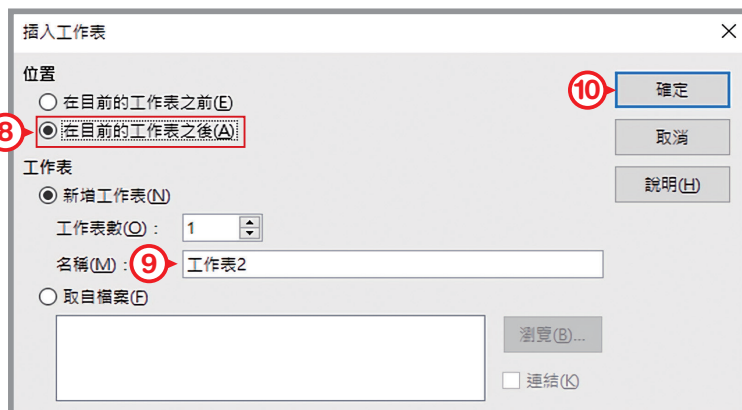 插入工作表
位置
在目前的工作表之前(E)
⑧ 在目前的工作表之後(A)
⑩ 確定
取消
說明(H)
工作表
新增工作表(N)
工作表數(O)： 1
名稱(M)： ⑨ 工作表2
取自檔案(F)
瀏覽(B)...
連結(K)